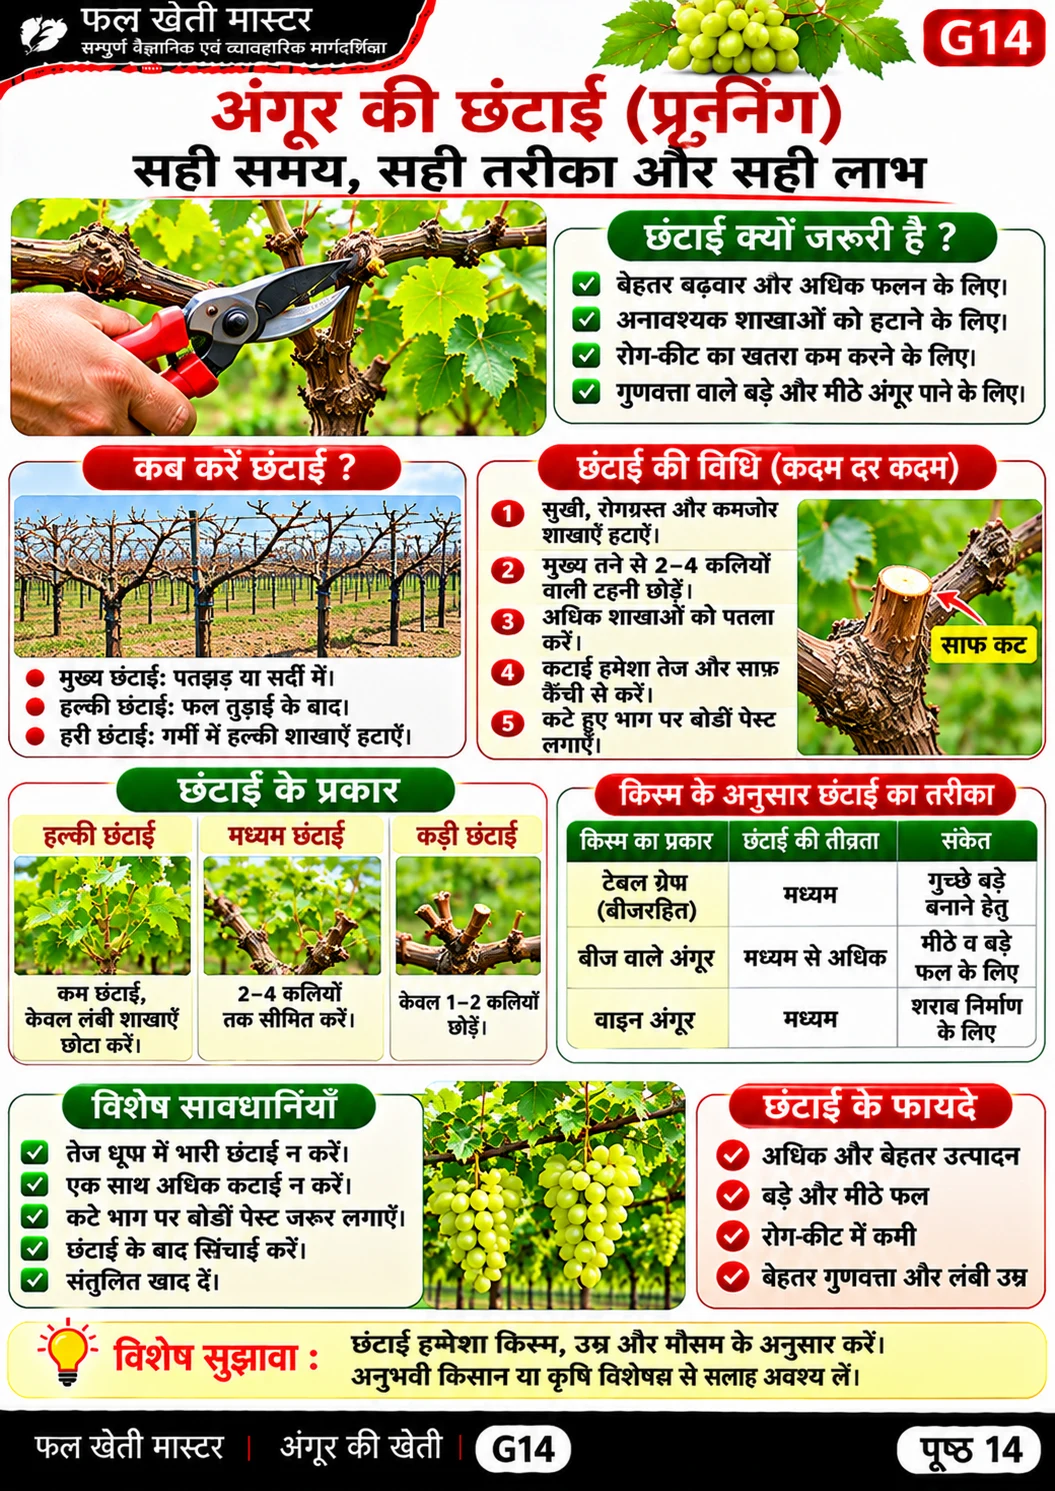 फल खेती मास्टर
सम्पूर्ण वैज्ञानिक एवं व्यावहारिक मार्गदर्शिका
G14
अंगूर की छंटाई (प्रूनिंग)
सही समय, सही तरीका और सही लाभ
छंटाई क्यों जरूरी है ?
बेहतर बढ़वार और अधिक फलन के लिए।
अनावश्यक शाखाओं को हटाने के लिए।
रोग-कीट का खतरा कम करने के लिए।
गुणवत्ता वाले बड़े और मीठे अंगूर पाने के लिए।
कब करें छंटाई ?
मुख्य छंटाई: पतझड़ या सर्दी में।
हल्की छंटाई: फल तुड़ाई के बाद।
हरी छंटाई: गर्मी में हल्की शाखाऐं हटाऐं।
छंटाई की विधि (कदम दर कदम)
1 सुखी, रोगग्रस्त और कमजोर
शाखाऐं हटाऐं।
2 मुख्य तने से 2–4 कलियों
वाली टहनी छोड़ें।
3 अधिक शाखाओं को पतला
करें।
4 कटाई हमेशा तेज और साफ़
कैंची से करें।
5 कटे हुए भाग पर बोर्डी पेस्ट
लगाऐं।
साफ कट
छंटाई के प्रकार
हल्की छंटाई
कम छंटाई,
केवल लंबी शाखाऐं
छोटा करें।
मध्यम छंटाई
2–4 कलियों
तक सीमित करें।
कड़ी छंटाई
केवल 1–2 कलियों
छोड़ें।
किस्म के अनुसार छंटाई का तरीका
किस्म का प्रकार छंटाई की तीव्रता संकेत
टेबल ग्रेप्स (बीजरहित) मध्यम गुच्छे बड़े बनाने हेतु
बीज वाले अंगूर मध्यम से अधिक मीठे व बड़े फल के लिए
वाइन अंगूर मध्यम शराब निर्माण के लिए
विशेष सावधानियाँ
तेज धूप में भारी छंटाई न करें।
एक साथ अधिक कटाई न करें।
कटे भाग पर बोर्डी पेस्ट जरूर लगाऐं।
छंटाई के बाद सिंचाई करें।
संतुलित खाद दें।
छंटाई के फायदे
अधिक और बेहतर उत्पादन
बड़े और मीठे फल
रोग-कीट में कमी
बेहतर गुणवत्ता और लंबी उम्र
विशेष सुझावा :
छंटाई हमेशा किस्म, उम्र और मौसम के अनुसार करें।
अनुभवी किसान या कृषि विशेषज्ञ से सलाह अवश्य लें।
फल खेती मास्टर | अंगूर की खेती | G14
पृष्ठ 14